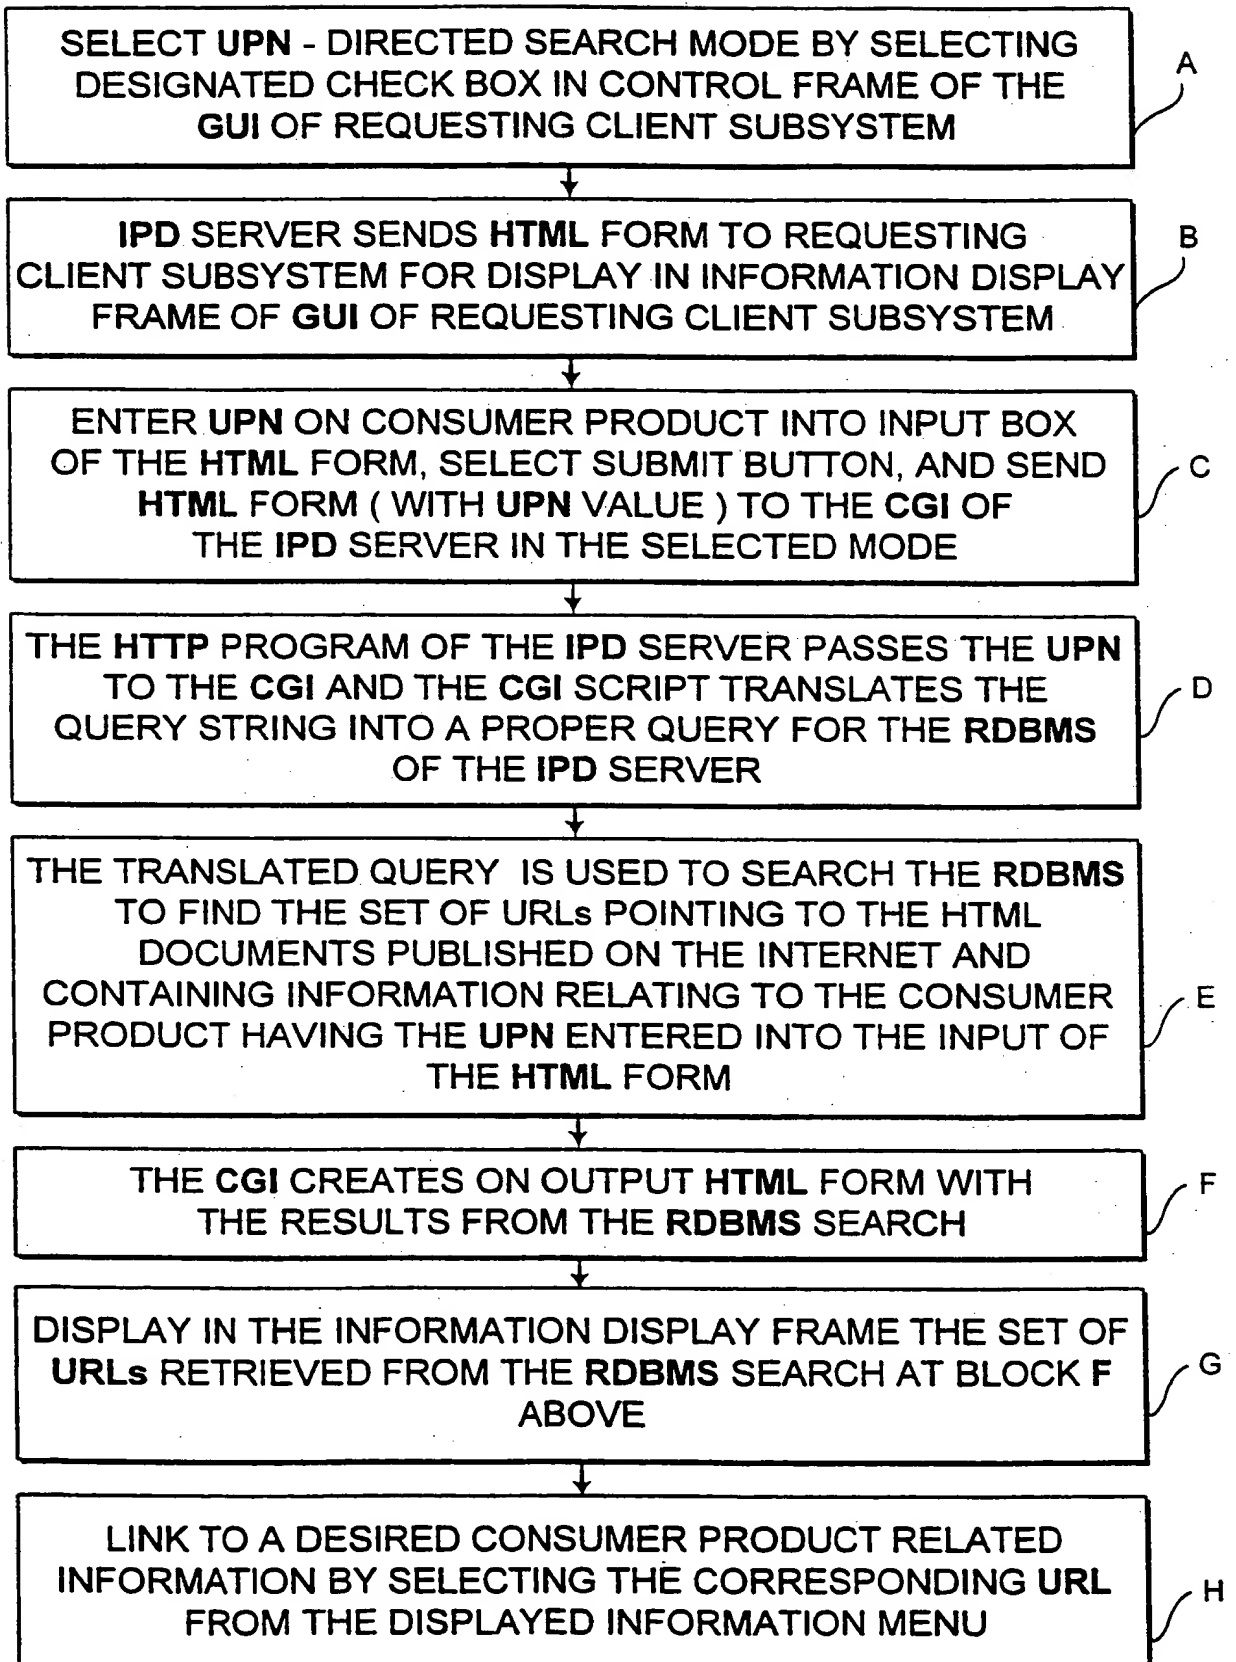 SELECT UPN - DIRECTED SEARCH MODE BY SELECTING
DESIGNATED CHECK BOX IN CONTROL FRAME OF THE
GUI OF REQUESTING CLIENT SUBSYSTEM
A
IPD SERVER SENDS HTML FORM TO REQUESTING
CLIENT SUBSYSTEM FOR DISPLAY IN INFORMATION DISPLAY
FRAME OF GUI OF REQUESTING CLIENT SUBSYSTEM
B
ENTER UPN ON CONSUMER PRODUCT INTO INPUT BOX
OF THE HTML FORM, SELECT SUBMIT BUTTON, AND SEND
HTML FORM ( WITH UPN VALUE ) TO THE CGI OF
THE IPD SERVER IN THE SELECTED MODE
C
THE HTTP PROGRAM OF THE IPD SERVER PASSES THE UPN
TO THE CGI AND THE CGI SCRIPT TRANSLATES THE
QUERY STRING INTO A PROPER QUERY FOR THE RDBMS
OF THE IPD SERVER
D
THE TRANSLATED QUERY IS USED TO SEARCH THE RDBMS
TO FIND THE SET OF URLs POINTING TO THE HTML
DOCUMENTS PUBLISHED ON THE INTERNET AND
CONTAINING INFORMATION RELATING TO THE CONSUMER
PRODUCT HAVING THE UPN ENTERED INTO THE INPUT OF
THE HTML FORM
E
THE CGI CREATES ON OUTPUT HTML FORM WITH
THE RESULTS FROM THE RDBMS SEARCH
F
DISPLAY IN THE INFORMATION DISPLAY FRAME THE SET OF
URLs RETRIEVED FROM THE RDBMS SEARCH AT BLOCK F
ABOVE
G
LINK TO A DESIRED CONSUMER PRODUCT RELATED
INFORMATION BY SELECTING THE CORRESPONDING URL
FROM THE DISPLAYED INFORMATION MENU
H